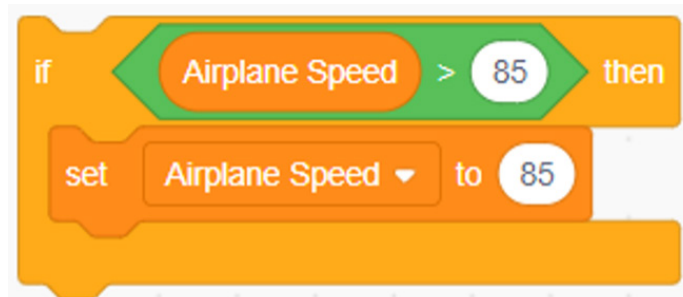 if Airplane Speed > 85 then
set Airplane Speed to 85